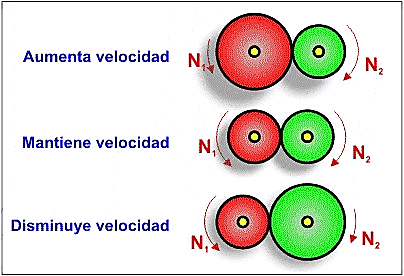 Aumenta velocidad
N1
N2
Mantiene velocidad
N1
N2
Disminuye velocidad
N1
N2